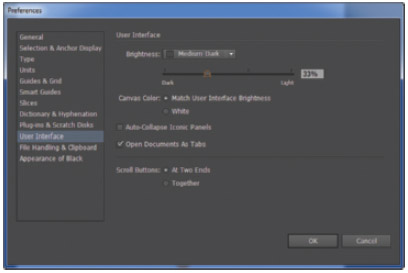 Preferences
General
Selection & Anchor Display
Type
Units
Guides & Grid
Smart Guides
Slices
Dictionary & Hyphenation
Plug-ins & Scratch Disks
User Interface
File Handling & Clipboard
Appearance of Black
User Interface
Brightness: Medium Dark
33%
Dark Light
Canvas Color: Match User Interface Brightness
White
Auto-Collapse Iconic Panels
Open Documents As Tabs
Scroll Buttons: At Two Ends
Together
OK Cancel